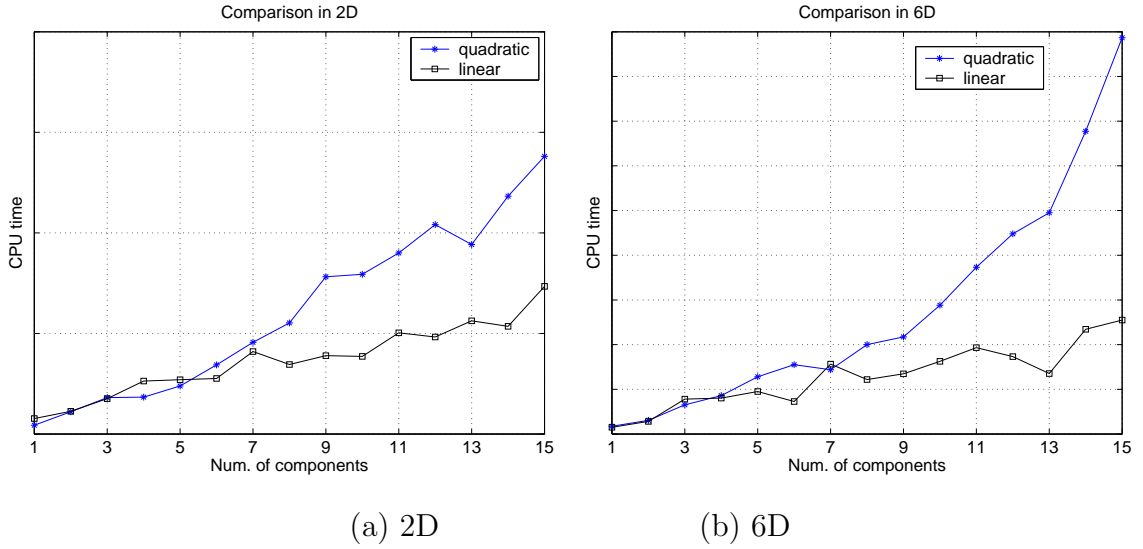 Comparison in 2D
quadratic
linear
CPU time
1 3 5 7 9 11 13 15
Num. of components
(a) 2D
Comparison in 6D
quadratic
linear
CPU time
1 3 5 7 9 11 13 15
Num. of components
(b) 6D